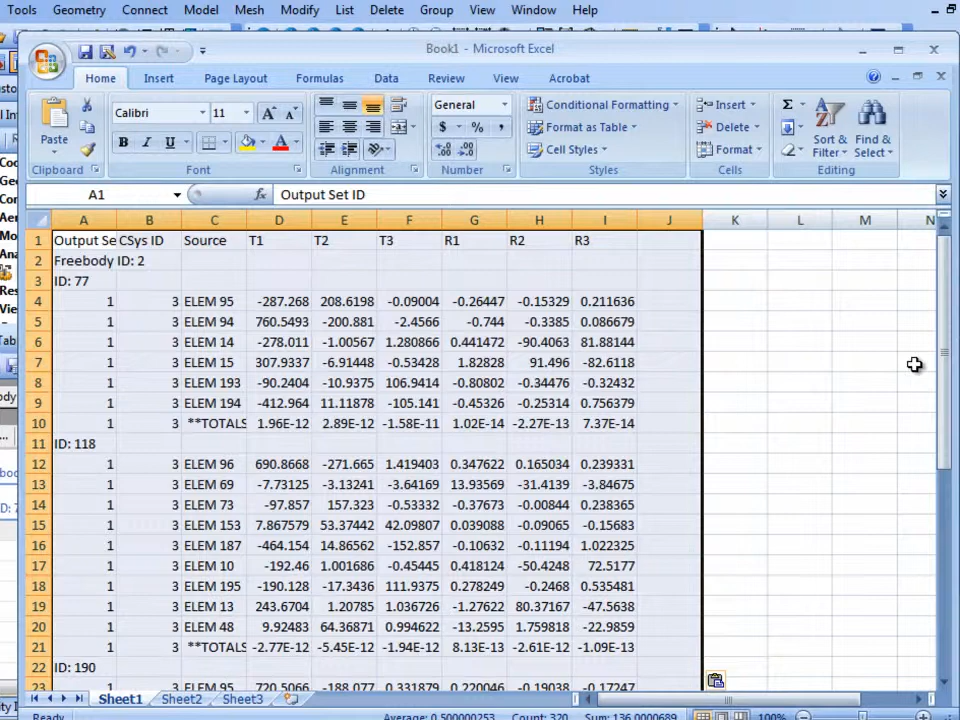 Tools Geometry Connect Model Mesh Modify List Delete Group View Window Help
Book1 - Microsoft Excel
Home Insert Page Layout Formulas Data Review View Acrobat
Paste
Calibri 11
General
$ % ,
Conditional Formatting
Format as Table
Cell Styles
Insert
Delete
Format
Σ
Sort & Filter
Find & Select
Clipboard Font Alignment Number Styles Cells Editing
A1 fx Output Set ID
A B C D E F G H I J K L M N
1 Output Se CSys ID Source T1 T2 T3 R1 R2 R3
2 Freebody ID: 2
3 ID: 77
4 1 3 ELEM 95 -287.268 208.6198 -0.09004 -0.26447 -0.15329 0.211636
5 1 3 ELEM 94 760.5493 -200.881 -2.4566 -0.744 -0.3385 0.086679
6 1 3 ELEM 14 -278.011 -1.00567 1.280866 0.441472 -90.4063 81.88144
7 1 3 ELEM 15 307.9337 -6.91448 -0.53428 1.82828 91.496 -82.6118
8 1 3 ELEM 193 -90.2404 -10.9375 106.9414 -0.80802 -0.34476 -0.32432
9 1 3 ELEM 194 -412.964 11.11878 -105.141 -0.45326 -0.25314 0.756379
10 1 3 **TOTALS 1.96E-12 2.89E-12 -1.58E-11 1.02E-14 -2.27E-13 7.37E-14
11 ID: 118
12 1 3 ELEM 96 690.8668 -271.665 1.419403 0.347622 0.165034 0.239331
13 1 3 ELEM 69 -7.73125 -3.13241 -3.64169 13.93569 -31.4139 -3.84675
14 1 3 ELEM 73 -97.857 157.323 -0.53332 -0.37673 -0.00844 0.238365
15 1 3 ELEM 153 7.867579 53.37442 42.09807 0.039088 -0.09065 -0.15683
16 1 3 ELEM 187 -464.154 14.86562 -152.857 -0.10632 -0.11194 1.022325
17 1 3 ELEM 10 -192.46 1.001686 -0.45445 0.418124 -50.4248 72.5177
18 1 3 ELEM 195 -190.128 -17.3436 111.9375 0.278249 -0.2468 0.535481
19 1 3 ELEM 13 243.6704 1.20785 1.036726 -1.27622 80.37167 -47.5638
20 1 3 ELEM 48 9.92483 64.36871 0.994622 -13.2595 1.759818 -22.9859
21 1 3 **TOTALS -2.77E-12 -5.45E-12 -1.94E-12 8.13E-13 -2.61E-12 -1.09E-13
22 ID: 190
23 1 3 ELEM 95 720.5066 -188.077 0.331879 0.220046 -0.19038 -0.17247
Sheet1 Sheet2 Sheet3
Ready Average: 0.500000253 Count: 320 Sum: 136.0000689 100%